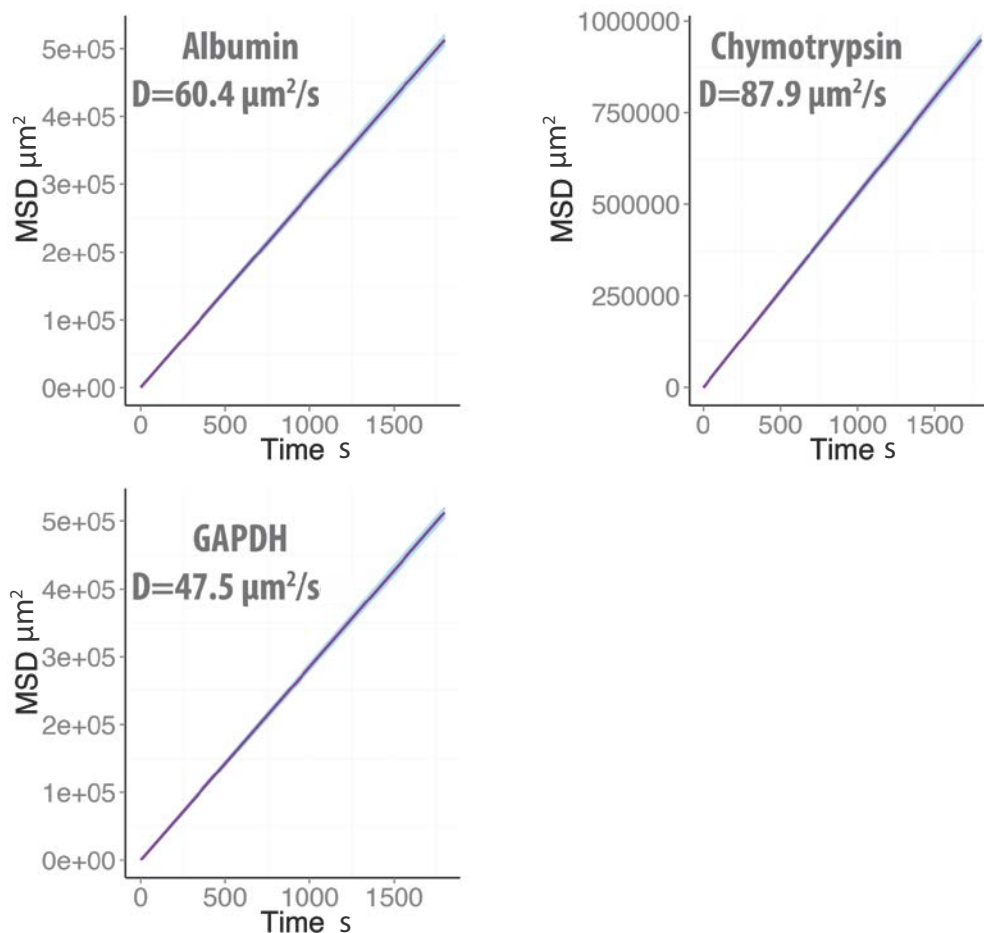 Albumin
D=60.4 μm²/s
MSD μm²
5e+05
4e+05
3e+05
2e+05
1e+05
0e+00
0 500 1000 1500
Time s
Chymotrypsin
D=87.9 μm²/s
MSD μm²
1000000
750000
500000
250000
0
0 500 1000 1500
Time s
GAPDH
D=47.5 μm²/s
MSD μm²
5e+05
4e+05
3e+05
2e+05
1e+05
0e+00
0 500 1000 1500
Time s